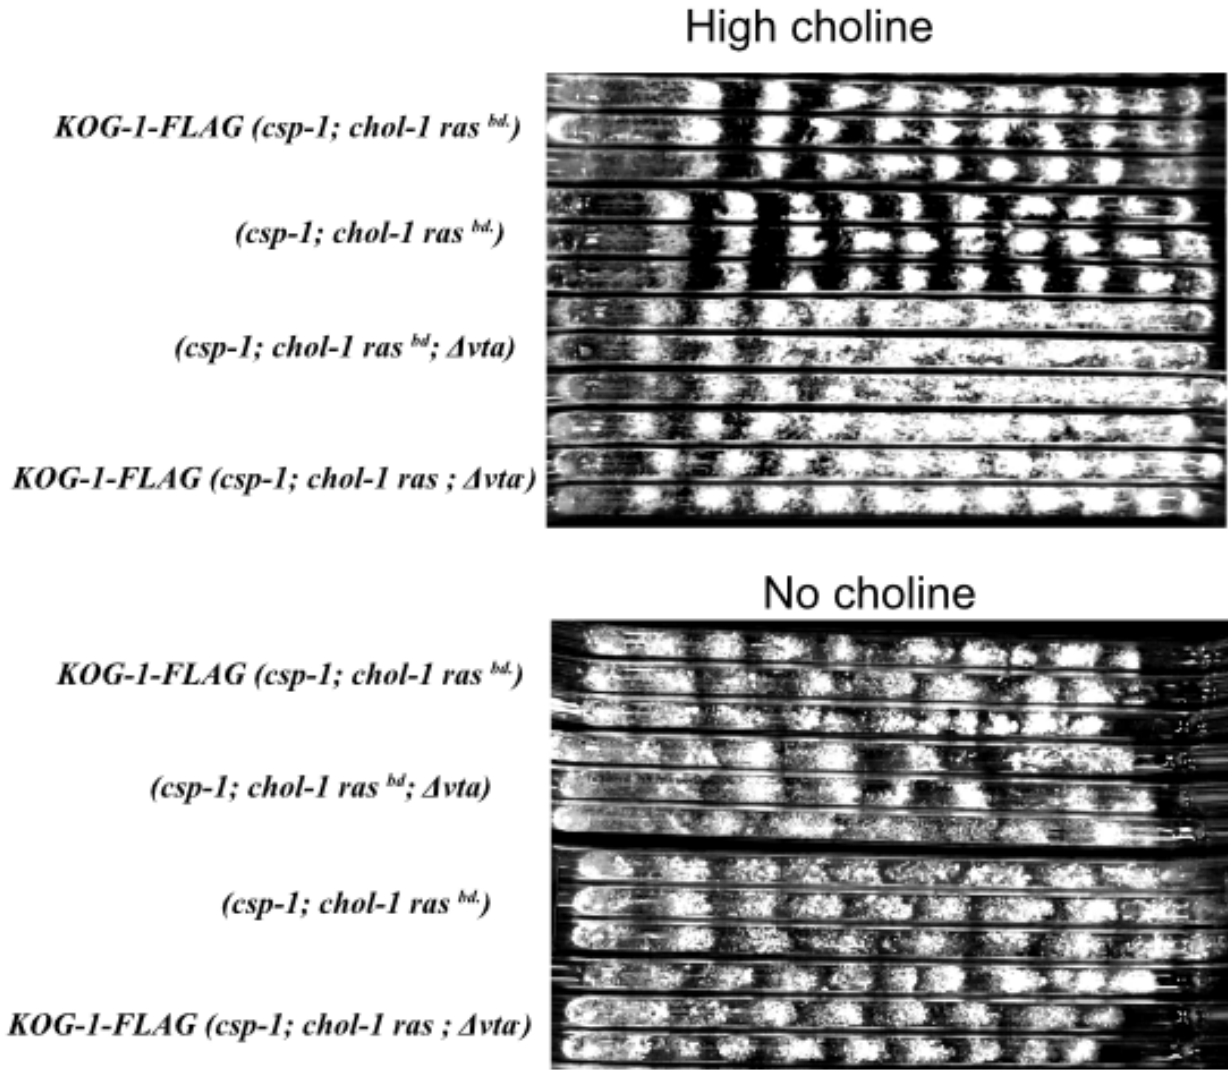 High choline
KOG-1-FLAG (csp-1; chol-1 ras bd.)
(csp-1; chol-1 ras bd.)
(csp-1; chol-1 ras bd; Δvta)
KOG-1-FLAG (csp-1; chol-1 ras ; Δvta)
No choline
KOG-1-FLAG (csp-1; chol-1 ras bd.)
(csp-1; chol-1 ras bd; Δvta)
(csp-1; chol-1 ras bd.)
KOG-1-FLAG (csp-1; chol-1 ras ; Δvta)